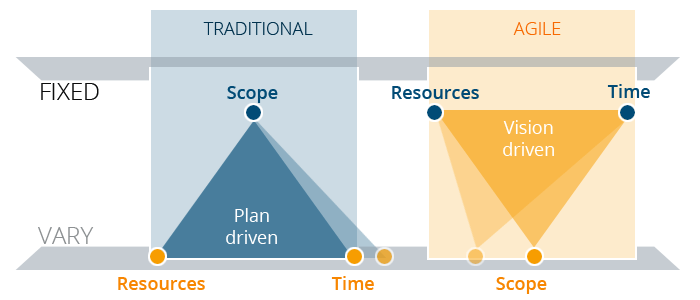 TRADITIONAL
AGILE
FIXED
Scope
Resources
Time
Vision
driven
Plan
driven
VARY
Resources
Time
Scope